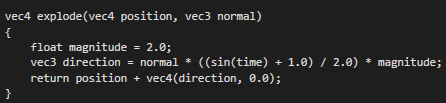 vec4 explode(vec4 position, vec3 normal)
{
    float magnitude = 2.0;
    vec3 direction = normal * ((sin(time) + 1.0) / 2.0) * magnitude;
    return position + vec4(direction, 0.0);
}